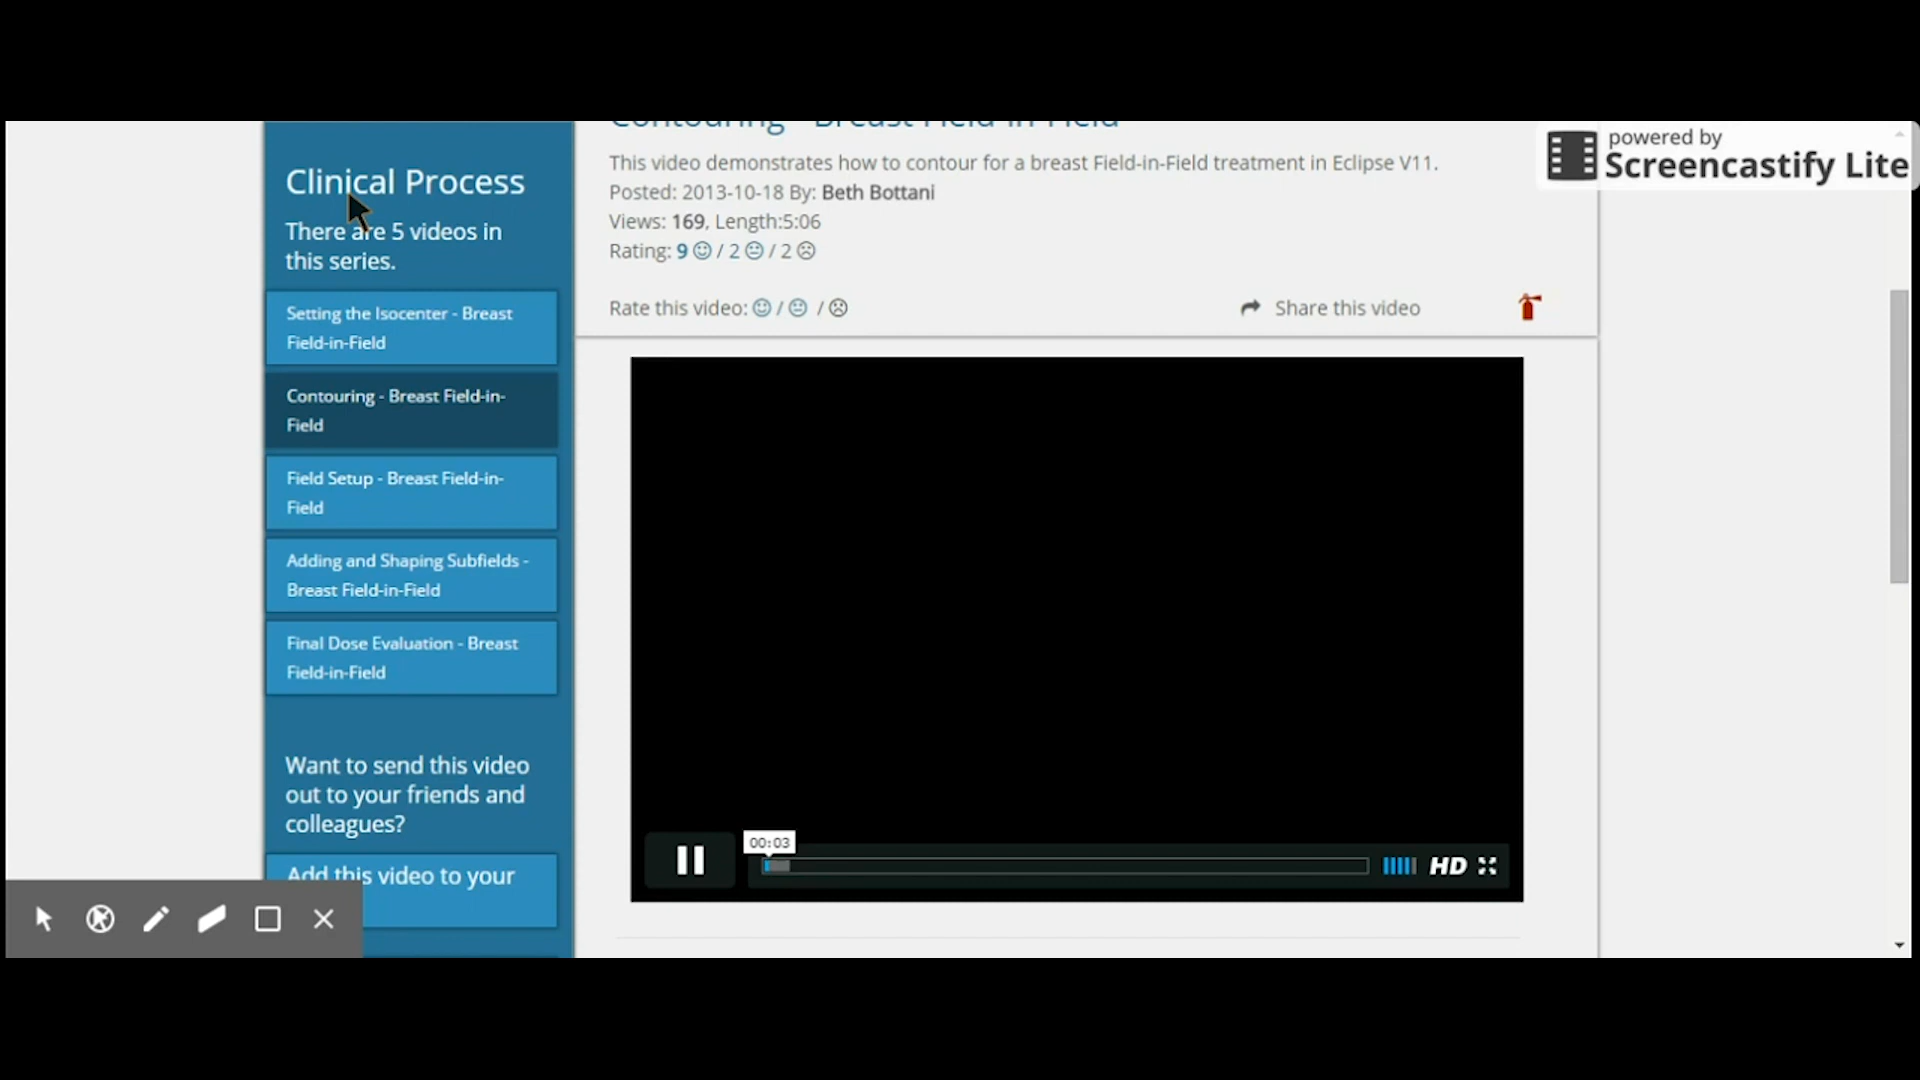 Clinical Process
There are 5 videos in
this series.
Setting the Isocenter - Breast
Field-in-Field
Contouring - Breast Field-in-
Field
Field Setup - Breast Field-in-
Field
Adding and Shaping Subfields -
Breast Field-in-Field
Final Dose Evaluation - Breast
Field-in-Field
Want to send this video
out to your friends and
colleagues?
Add this video to your
Contouring - Breast Field-in-Field
This video demonstrates how to contour for a breast Field-in-Field treatment in Eclipse V11.
Posted: 2013-10-18 By: Beth Bottani
Views: 169, Length:5:06
Rating: 9 / 2 / 2
Rate this video: / /
Share this video
00:03
HD
powered by
Screencastify Lite